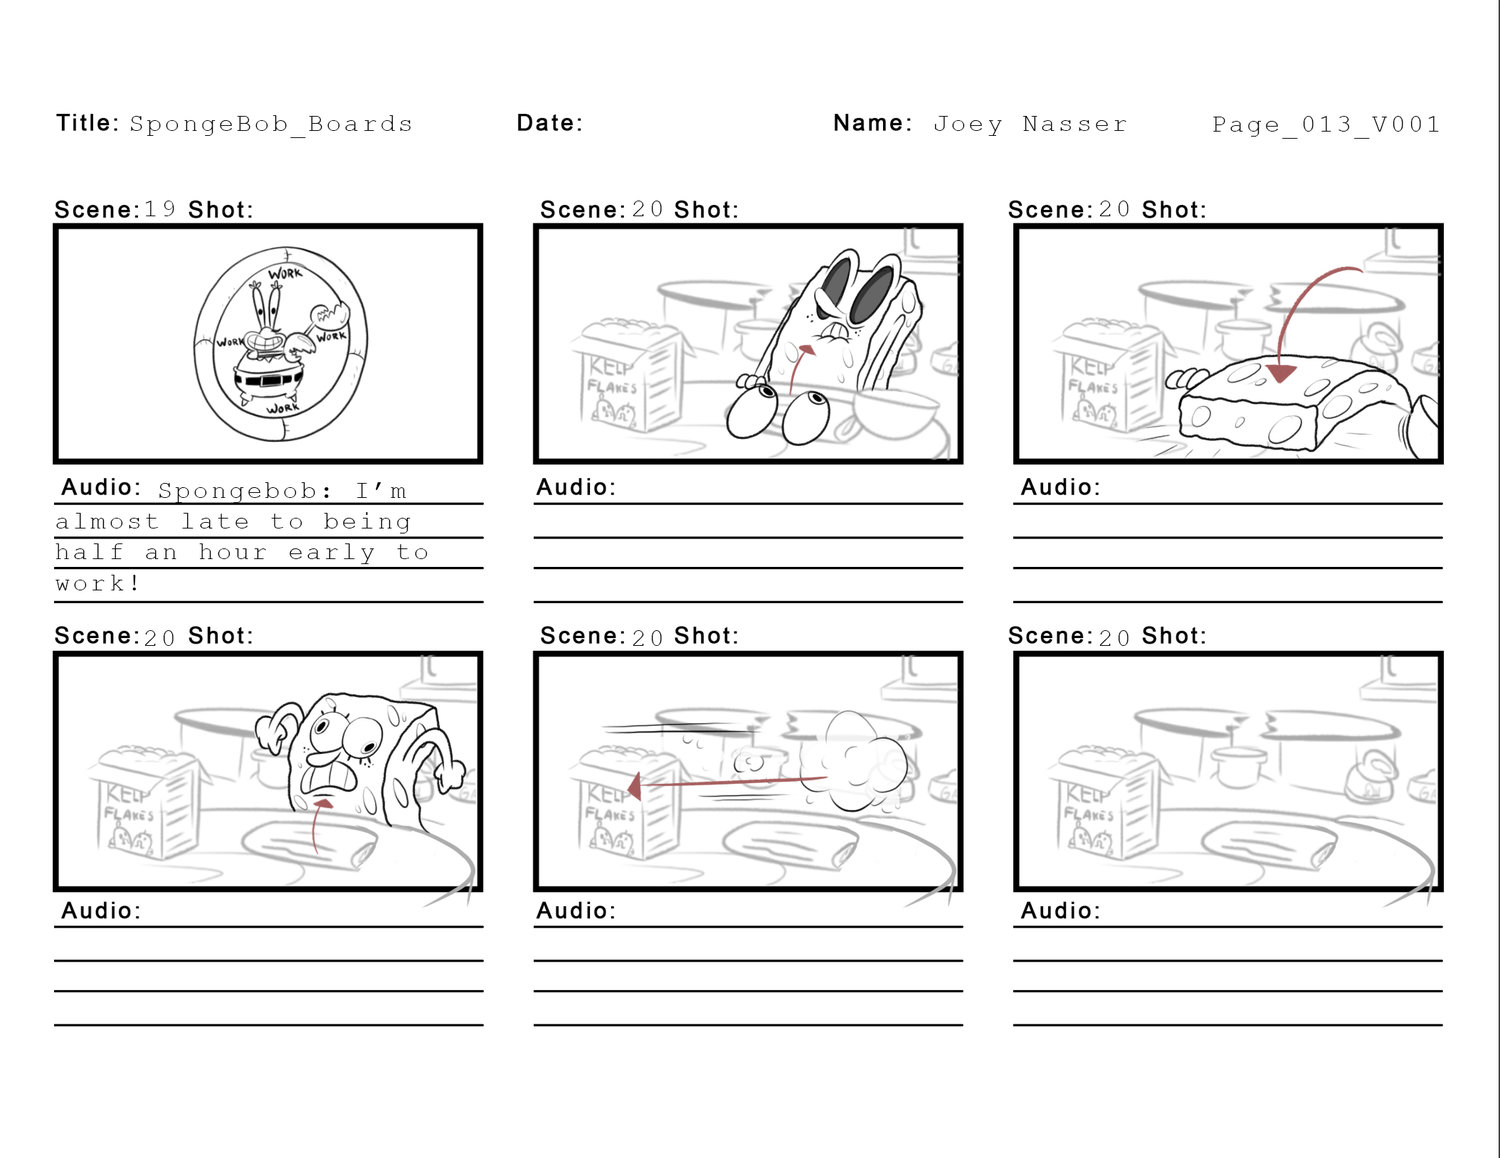 Title: SpongeBob_Boards Date: Name: Joey Nasser Page_013_V001
Scene: 19 Shot:
WORK
WORK WORK
WORK
Audio: Spongebob: I'm
almost late to being
half an hour early to
work!
Scene: 20 Shot:
KELP
FLAKES
Audio:
Scene: 20 Shot:
KELP
FLAKES
Audio:
Scene: 20 Shot:
KELP
FLAKES
Audio:
Scene: 20 Shot:
KELP
FLAKES
Audio:
Scene: 20 Shot:
KELP
FLAKES
GA
Audio: